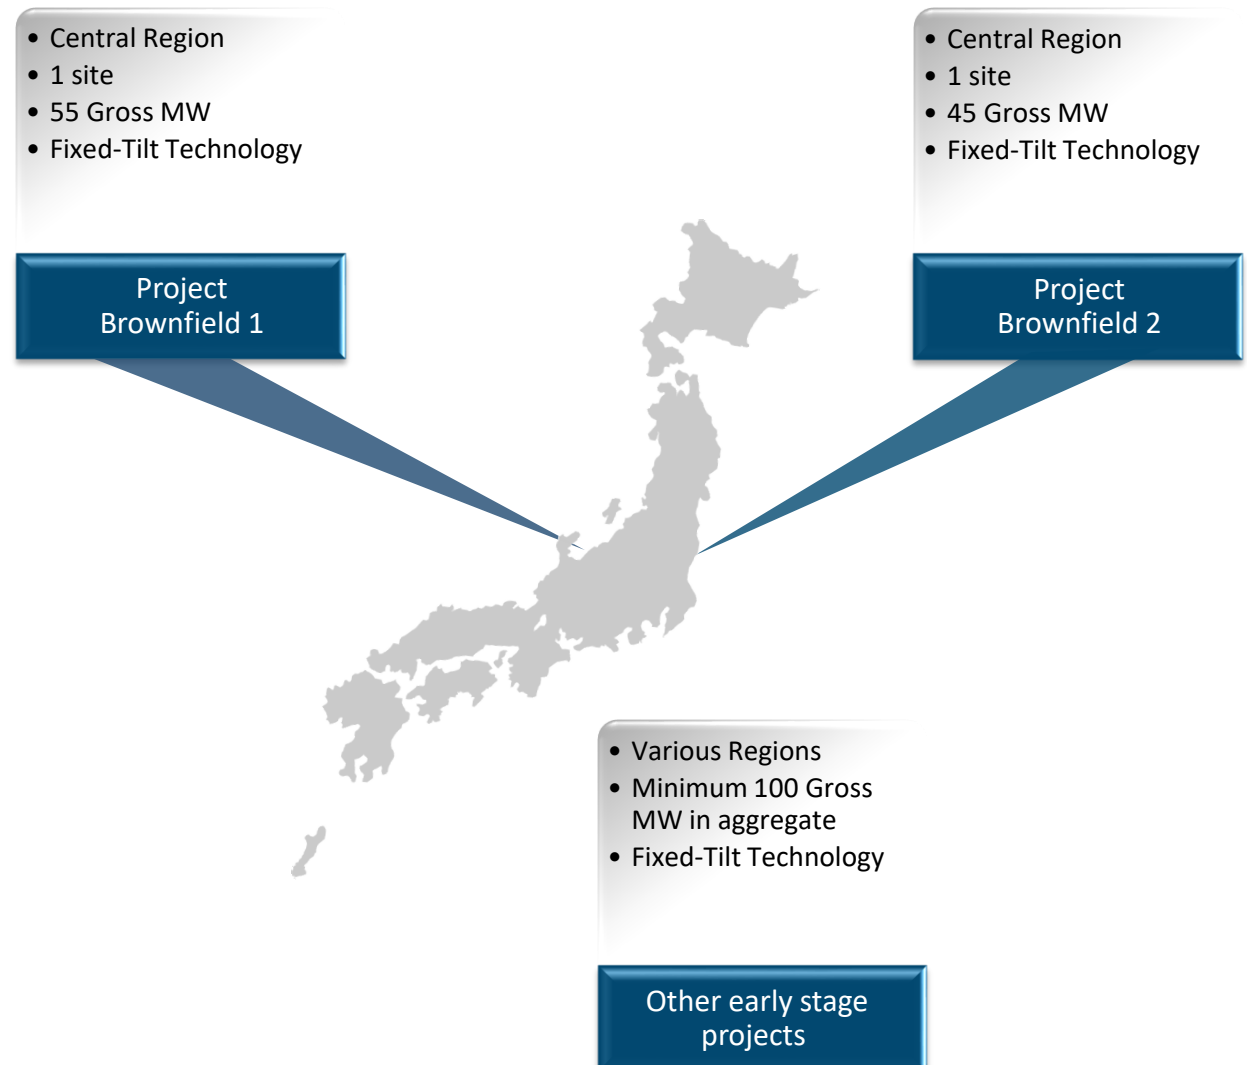 • Central Region
• 1 site
• 55 Gross MW
• Fixed-Tilt Technology
Project
Brownfield 1
• Central Region
• 1 site
• 45 Gross MW
• Fixed-Tilt Technology
Project
Brownfield 2
• Various Regions
• Minimum 100 Gross
MW in aggregate
• Fixed-Tilt Technology
Other early stage
projects